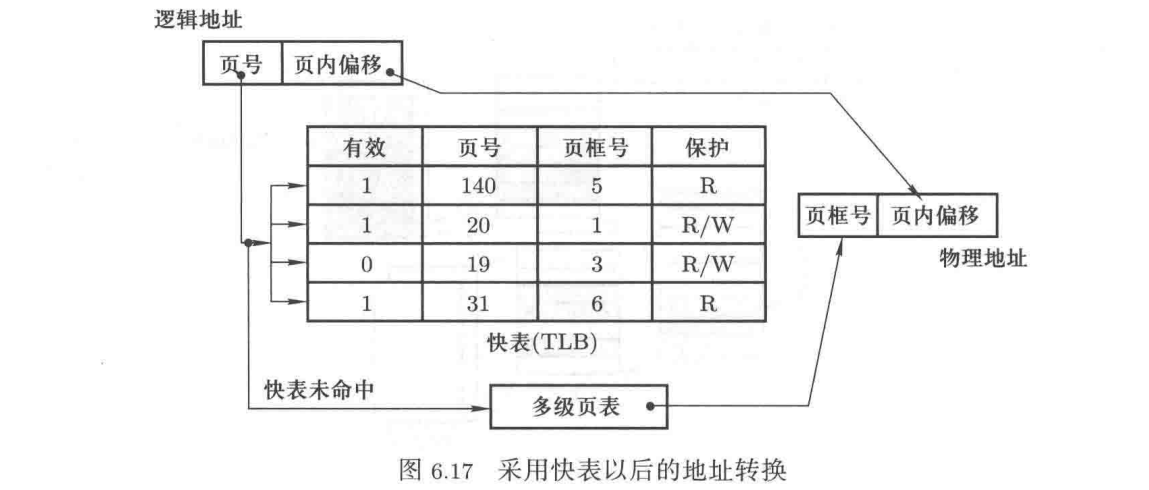 逻辑地址
页号 页内偏移
有效 页号 页框号 保护
1 140 5 R
1 20 1 R/W
0 19 3 R/W
1 31 6 R
快表(TLB)
页框号 页内偏移
物理地址
快表未命中
多级页表
图 6.17 采用快表以后的地址转换